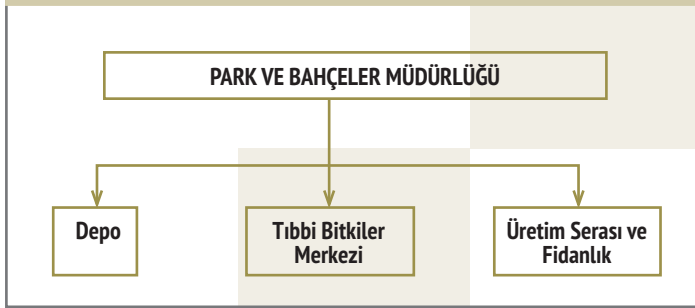 PARK VE BAHÇELER MÜDÜRLÜĞÜ
Depo
Tıbbi Bitkiler
Merkezi
Üretim Serası ve
Fidanlık